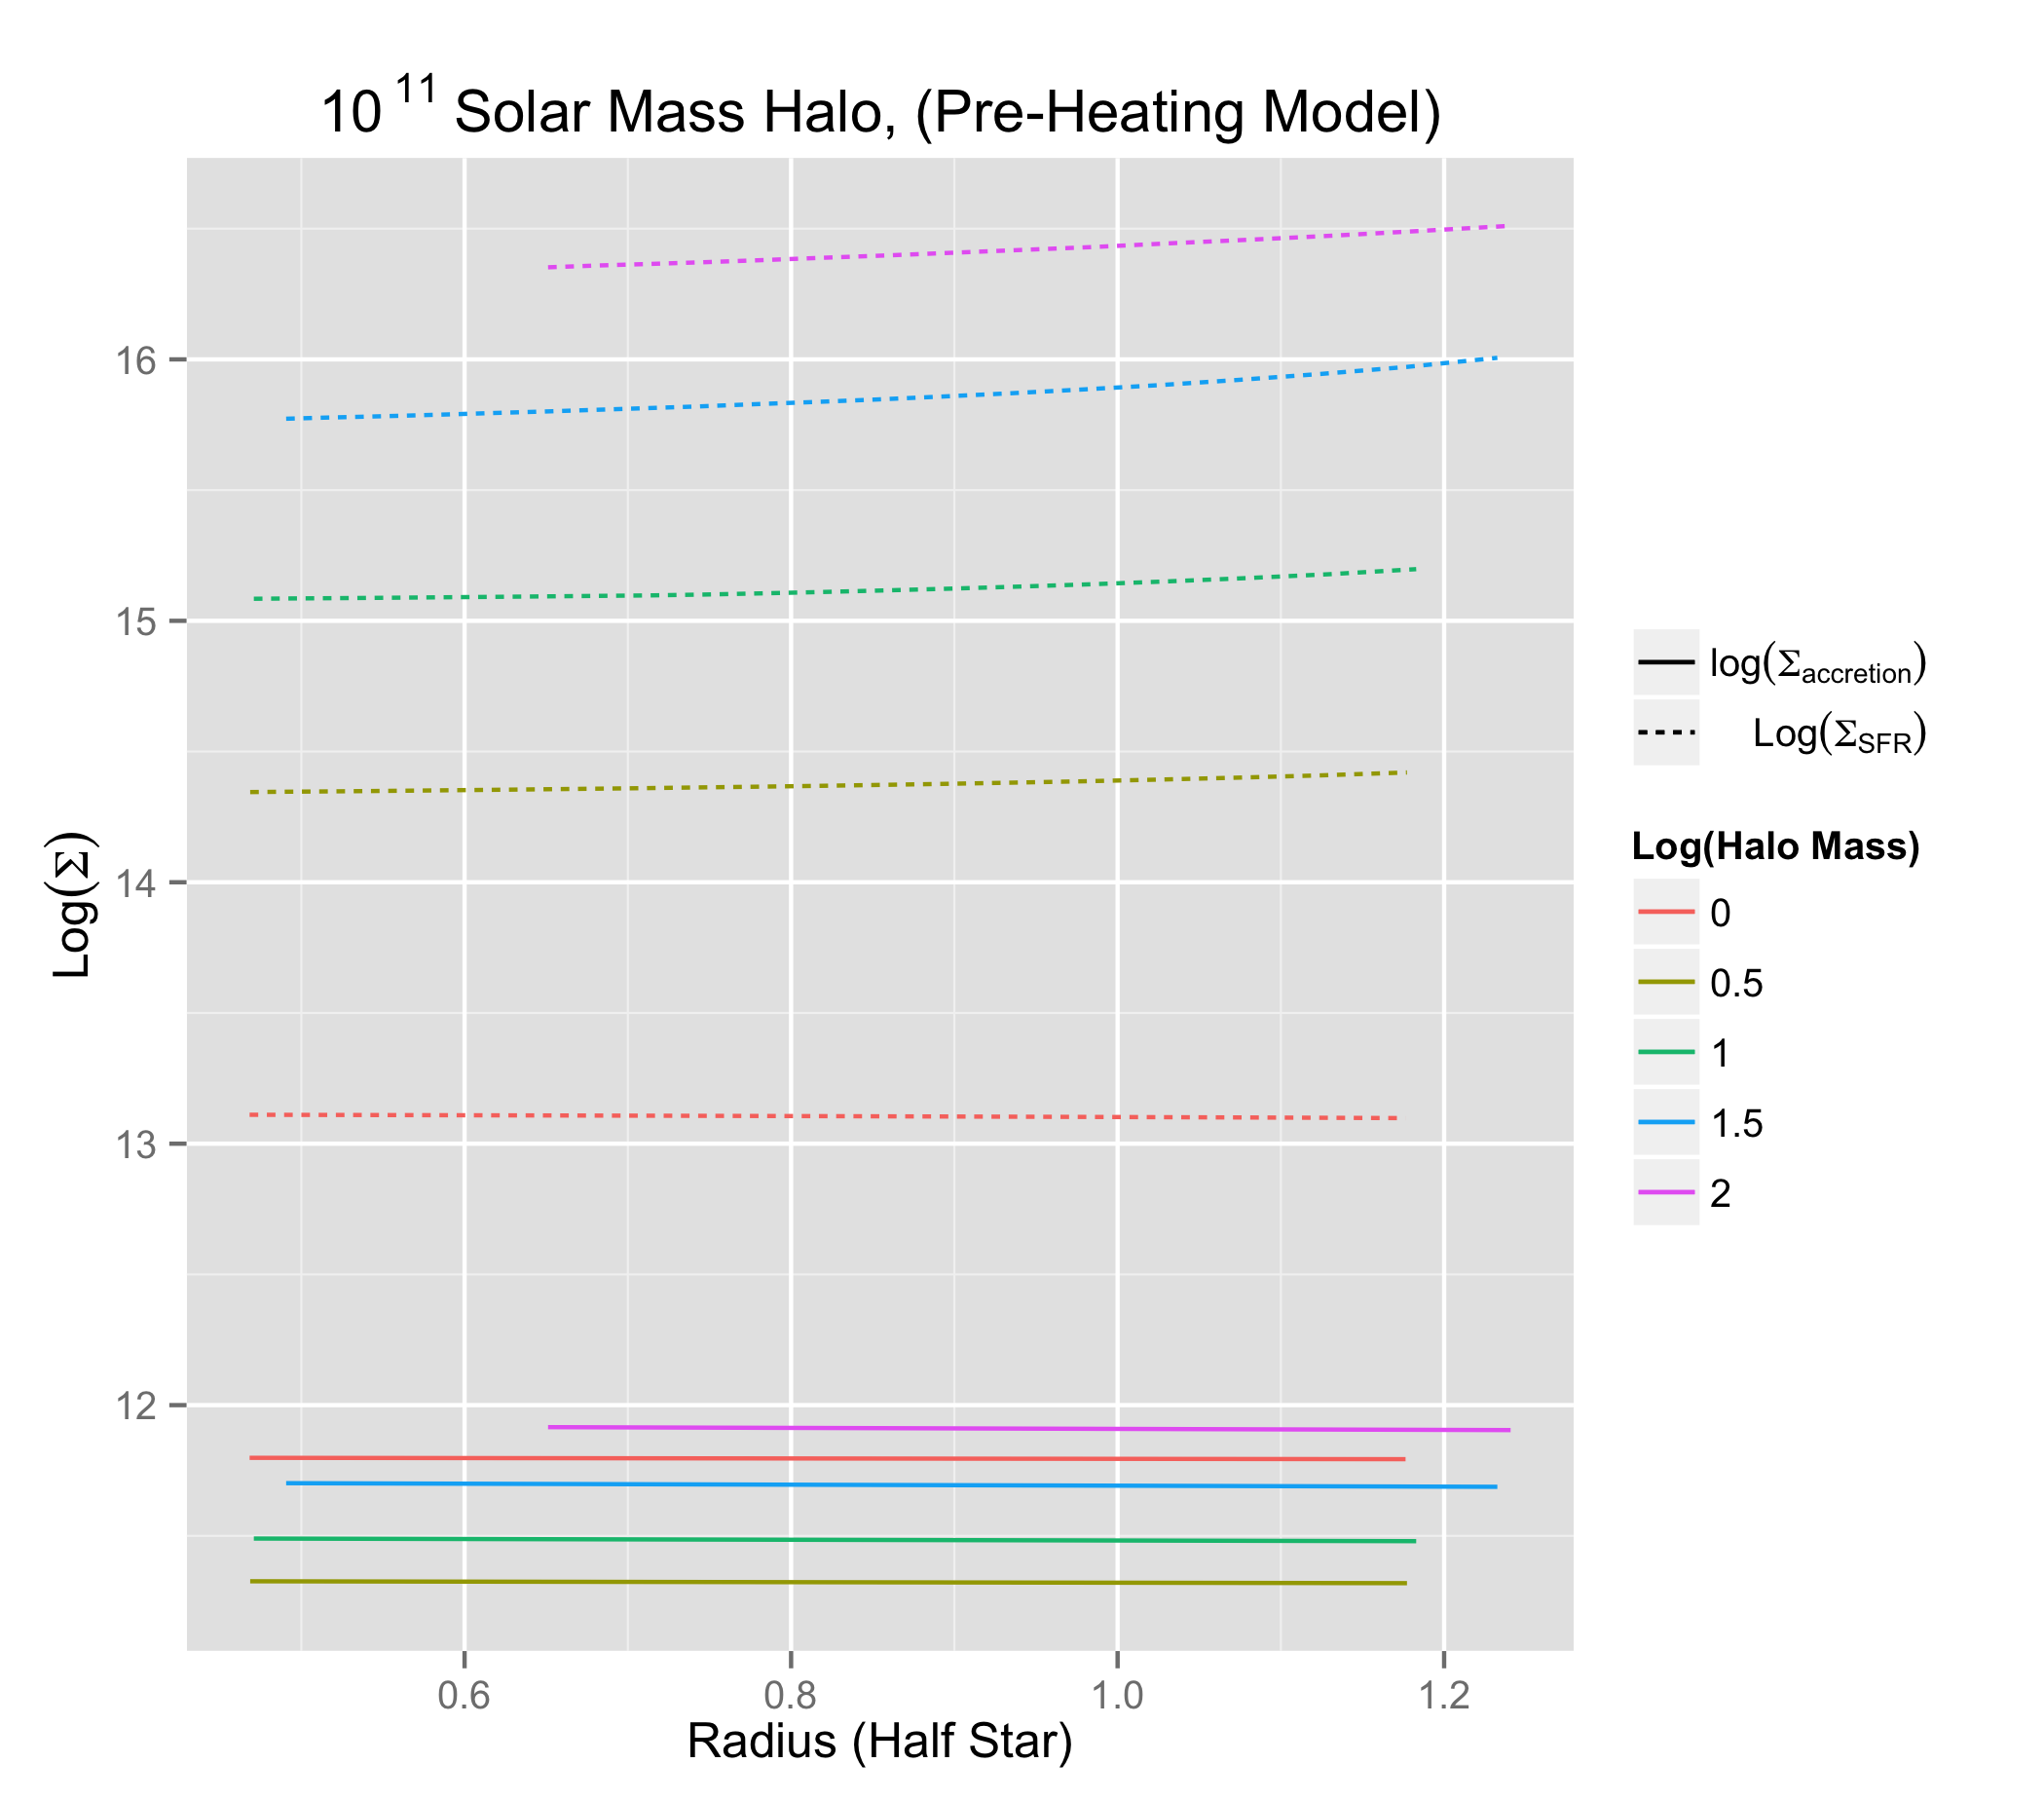 10 11 Solar Mass Halo, (Pre-Heating Model)
Log(Σ)
16
15
14
13
12
0.6 0.8 1.0 1.2
Radius (Half Star)
log(Σaccretion)
Log(ΣSFR)
Log(Halo Mass)
0
0.5
1
1.5
2